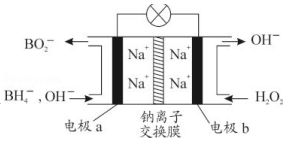 BO₂⁻ Na⁺ Na⁺ OH⁻
BH₄⁻, OH⁻ Na⁺ Na⁺ H₂O₂
电极 a 钠离子 电极 b
交换膜